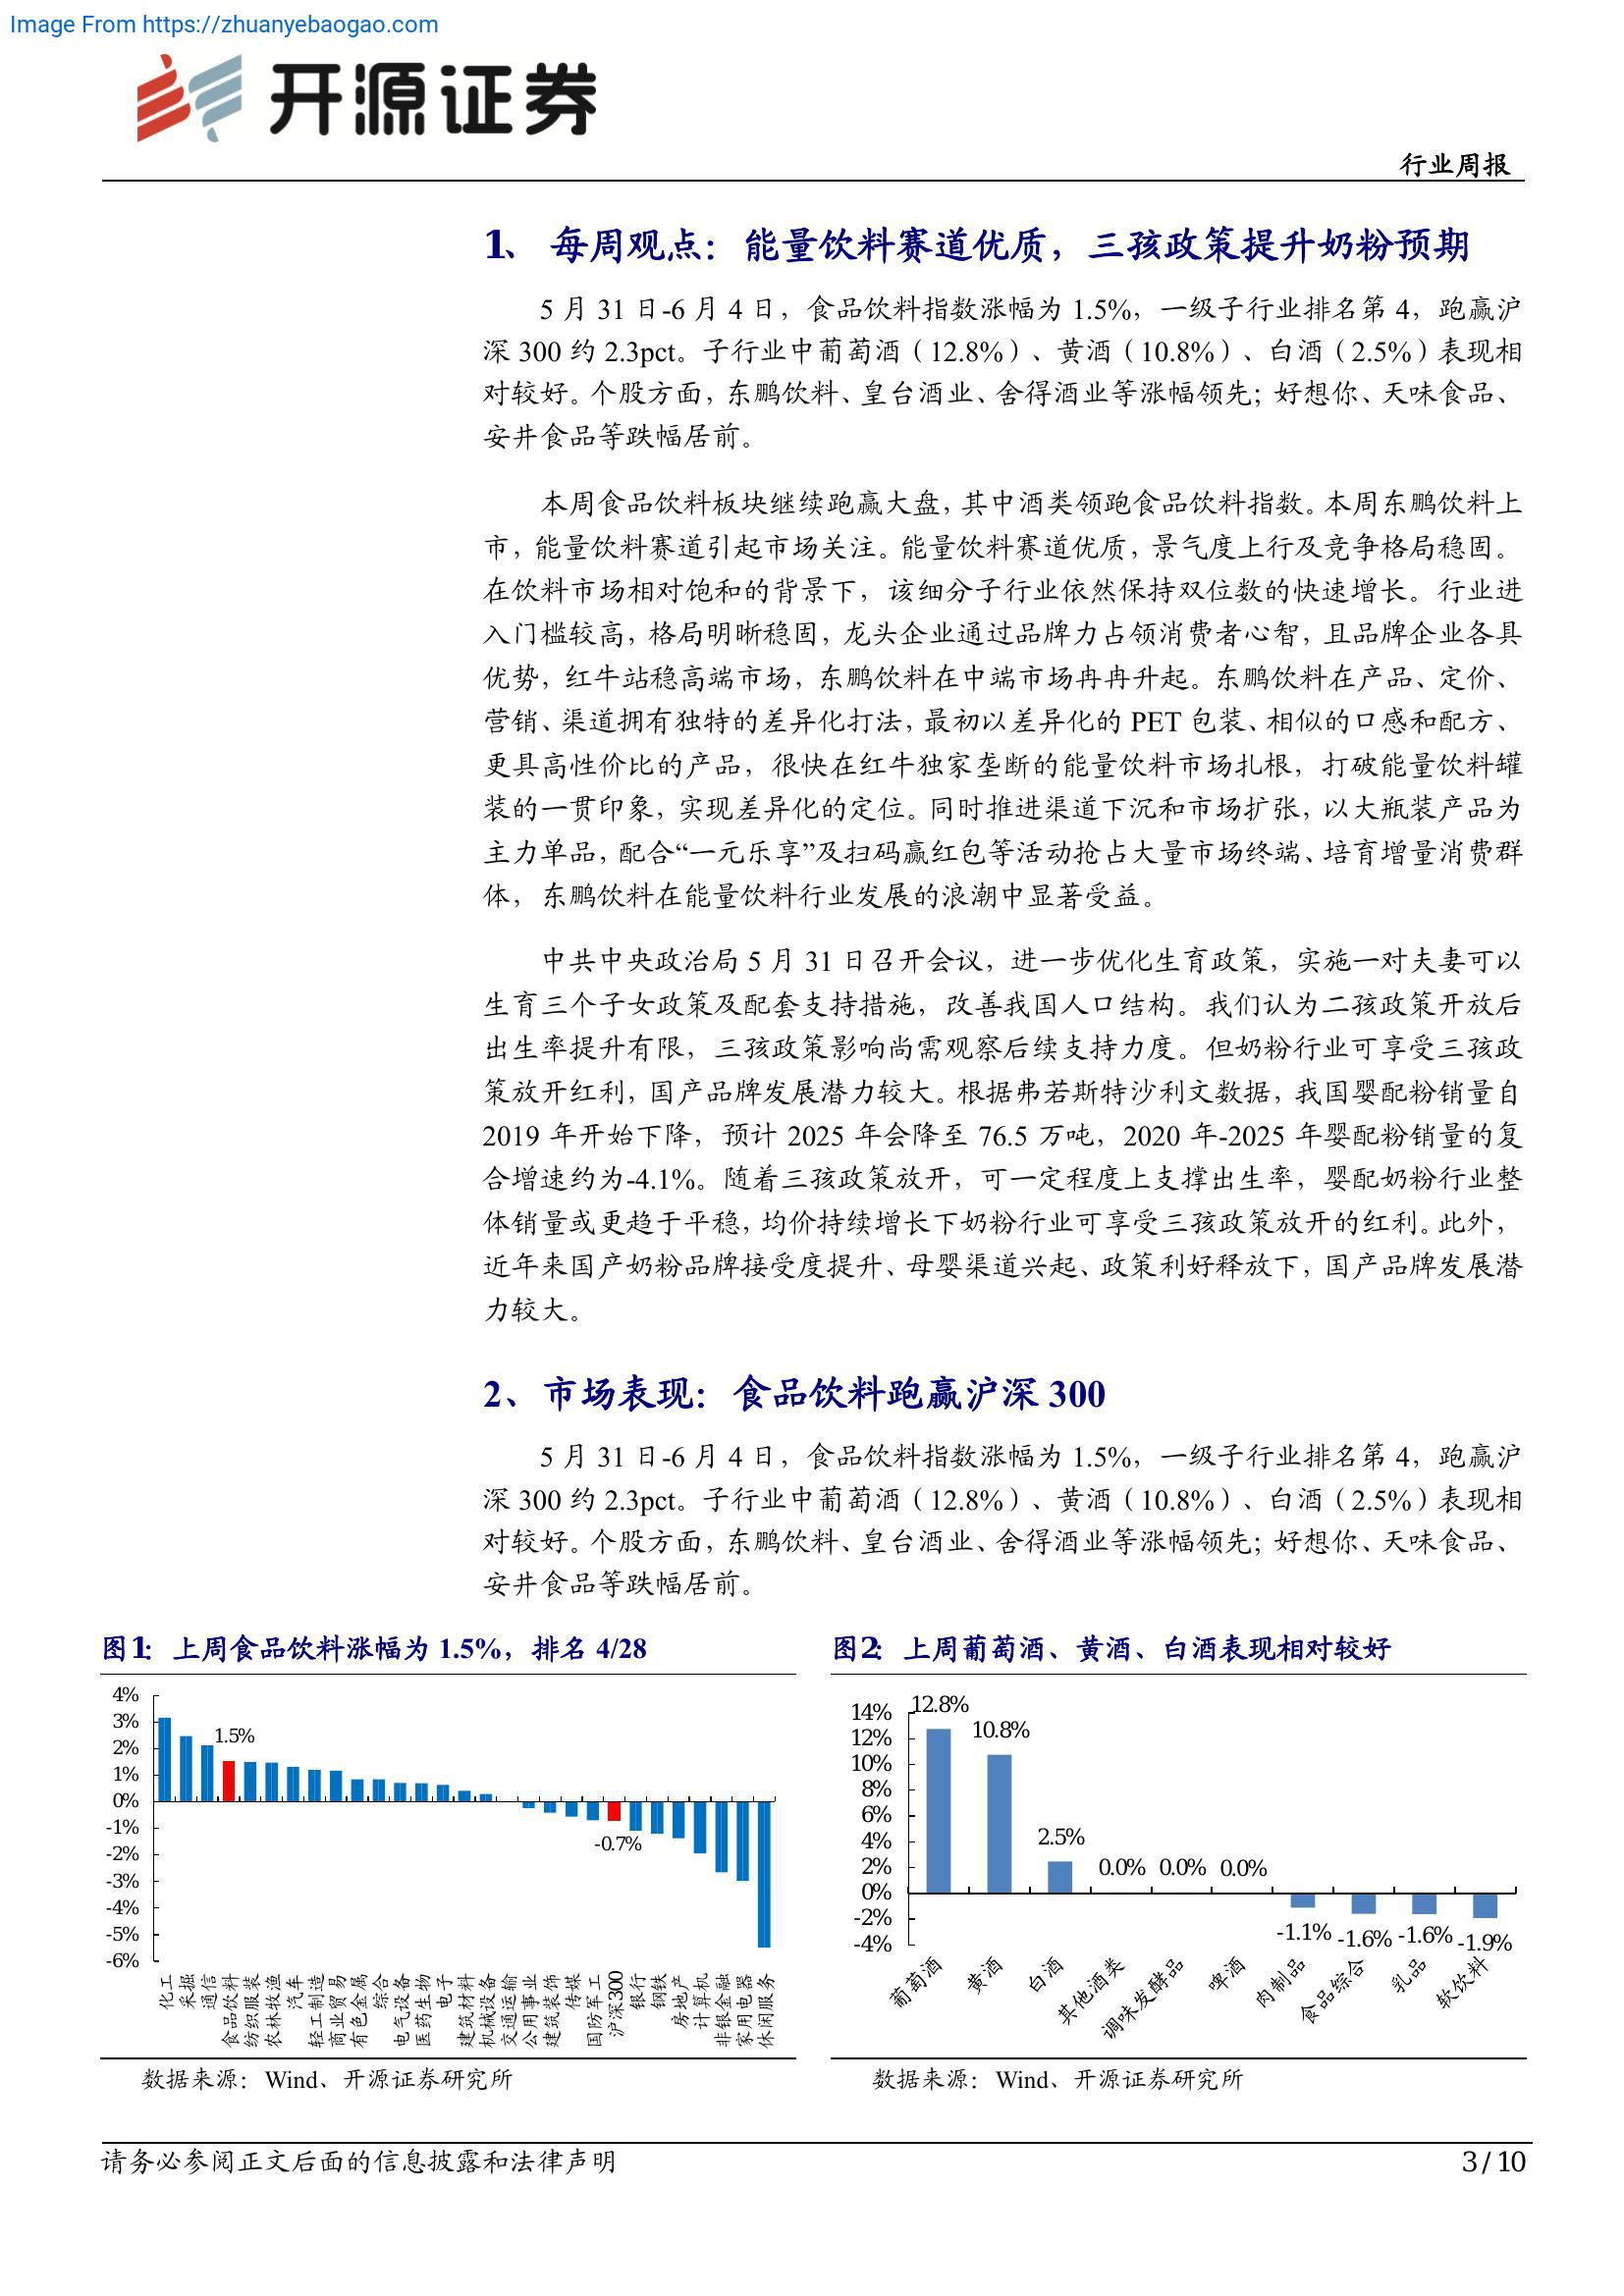 Image From https://zhuanyebaogao.com
开源证券
行业周报
1、 每周观点：能量饮料赛道优质，三孩政策提升奶粉预期
5 月 31 日-6 月 4 日，食品饮料指数涨幅为 1.5%，一级子行业排名第 4，跑赢沪
深 300 约 2.3pct。子行业中葡萄酒（12.8%）、黄酒（10.8%）、白酒（2.5%）表现相
对较好。个股方面，东鹏饮料、皇台酒业、舍得酒业等涨幅领先；好想你、天味食品、
安井食品等跌幅居前。
本周食品饮料板块继续跑赢大盘，其中酒类领跑食品饮料指数。本周东鹏饮料上
市，能量饮料赛道引起市场关注。能量饮料赛道优质，景气度上行及竞争格局稳固。
在饮料市场相对饱和的背景下，该细分子行业依然保持双位数的快速增长。行业进
入门槛较高，格局明晰稳固，龙头企业通过品牌力占领消费者心智，且品牌企业各具
优势，红牛站稳高端市场，东鹏饮料在中端市场冉冉升起。东鹏饮料在产品、定价、
营销、渠道拥有独特的差异化打法，最初以差异化的 PET 包装、相似的口感和配方、
更具高性价比的产品，很快在红牛独家垄断的能量饮料市场扎根，打破能量饮料罐
装的一贯印象，实现差异化的定位。同时推进渠道下沉和市场扩张，以大瓶装产品为
主力单品，配合“一元乐享”及扫码赢红包等活动抢占大量市场终端、培育增量消费群
体，东鹏饮料在能量饮料行业发展的浪潮中显著受益。
中共中央政治局 5 月 31 日召开会议，进一步优化生育政策，实施一对夫妻可以
生育三个子女政策及配套支持措施，改善我国人口结构。我们认为二孩政策开放后
出生率提升有限，三孩政策影响尚需观察后续支持力度。但奶粉行业可享受三孩政
策放开红利，国产品牌发展潜力较大。根据弗若斯特沙利文数据，我国婴配粉销量自
2019 年开始下降，预计 2025 年会降至 76.5 万吨，2020 年-2025 年婴配粉销量的复
合增速约为-4.1%。随着三孩政策放开，可一定程度上支撑出生率，婴配奶粉行业整
体销量或更趋于平稳，均价持续增长下奶粉行业可享受三孩政策放开的红利。此外，
近年来国产奶粉品牌接受度提升、母婴渠道兴起、政策利好释放下，国产品牌发展潜
力较大。
2、市场表现：食品饮料跑赢沪深 300
5 月 31 日-6 月 4 日，食品饮料指数涨幅为 1.5%，一级子行业排名第 4，跑赢沪
深 300 约 2.3pct。子行业中葡萄酒（12.8%）、黄酒（10.8%）、白酒（2.5%）表现相
对较好。个股方面，东鹏饮料、皇台酒业、舍得酒业等涨幅领先；好想你、天味食品、
安井食品等跌幅居前。
图1：上周食品饮料涨幅为 1.5%，排名 4/28
4%
3%
2%
1%
0%
-1%
-2%
-3%
-4%
-5%
-6%
1.5%
-0.7%
化工
采掘
通信
食品饮料
纺织服装
农林牧渔
汽车
轻工制造
商业贸易
有色金属
综合
电气设备
医药生物
电子
建筑材料
机械设备
交通运输
公用事业
建筑装饰
传媒
国防军工
沪深300
银行
钢铁
房地产
计算机
非银金融
家用电器
休闲服务
数据来源：Wind、开源证券研究所
图2：上周葡萄酒、黄酒、白酒表现相对较好
14%
12%
10%
8%
6%
4%
2%
0%
-2%
-4%
12.8%
10.8%
2.5%
0.0%
0.0%
0.0%
-1.1%
-1.6%
-1.6%
-1.9%
葡萄酒
黄酒
白酒
其他酒类
调味发酵品
啤酒
肉制品
食品综合
乳品
软饮料
数据来源：Wind、开源证券研究所
请务必参阅正文后面的信息披露和法律声明
3 / 10